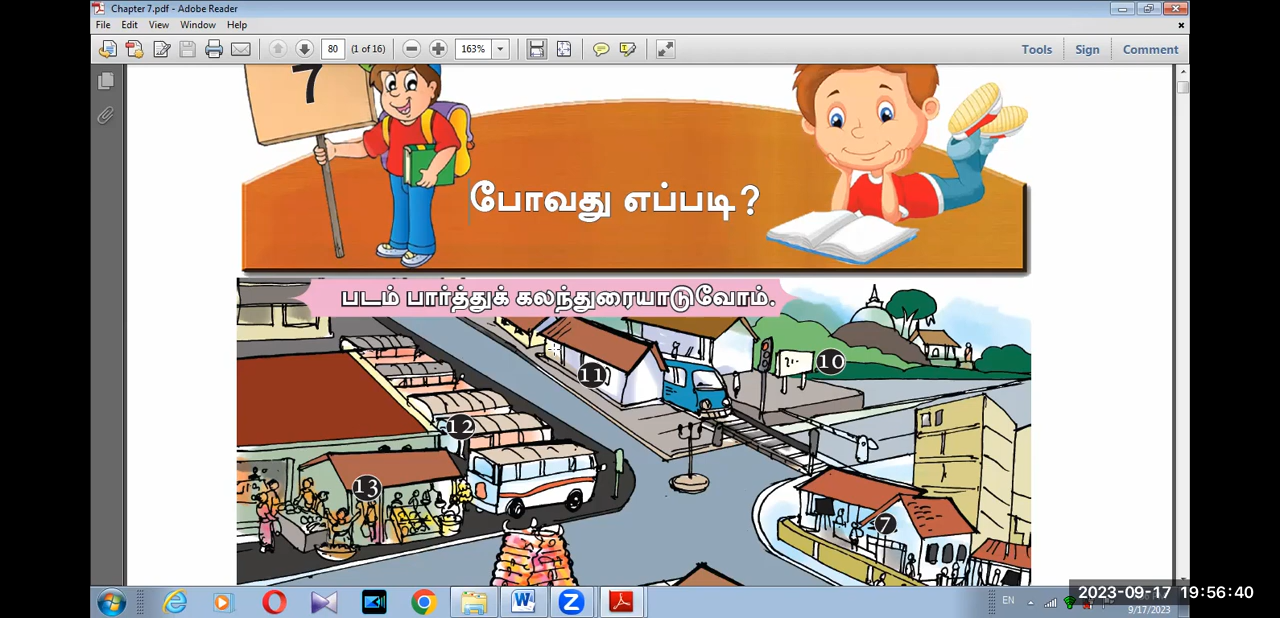 Chapter 7.pdf - Adobe Reader
File Edit View Window Help
80 (1 of 16) 163% Tools Sign Comment
7
போவது எப்படி?
படம் பார்த்துக் கலந்துரையாடுவோம்.
10
11
12
13
7
EN
2023-09-17 19:56:40
9/17/2023